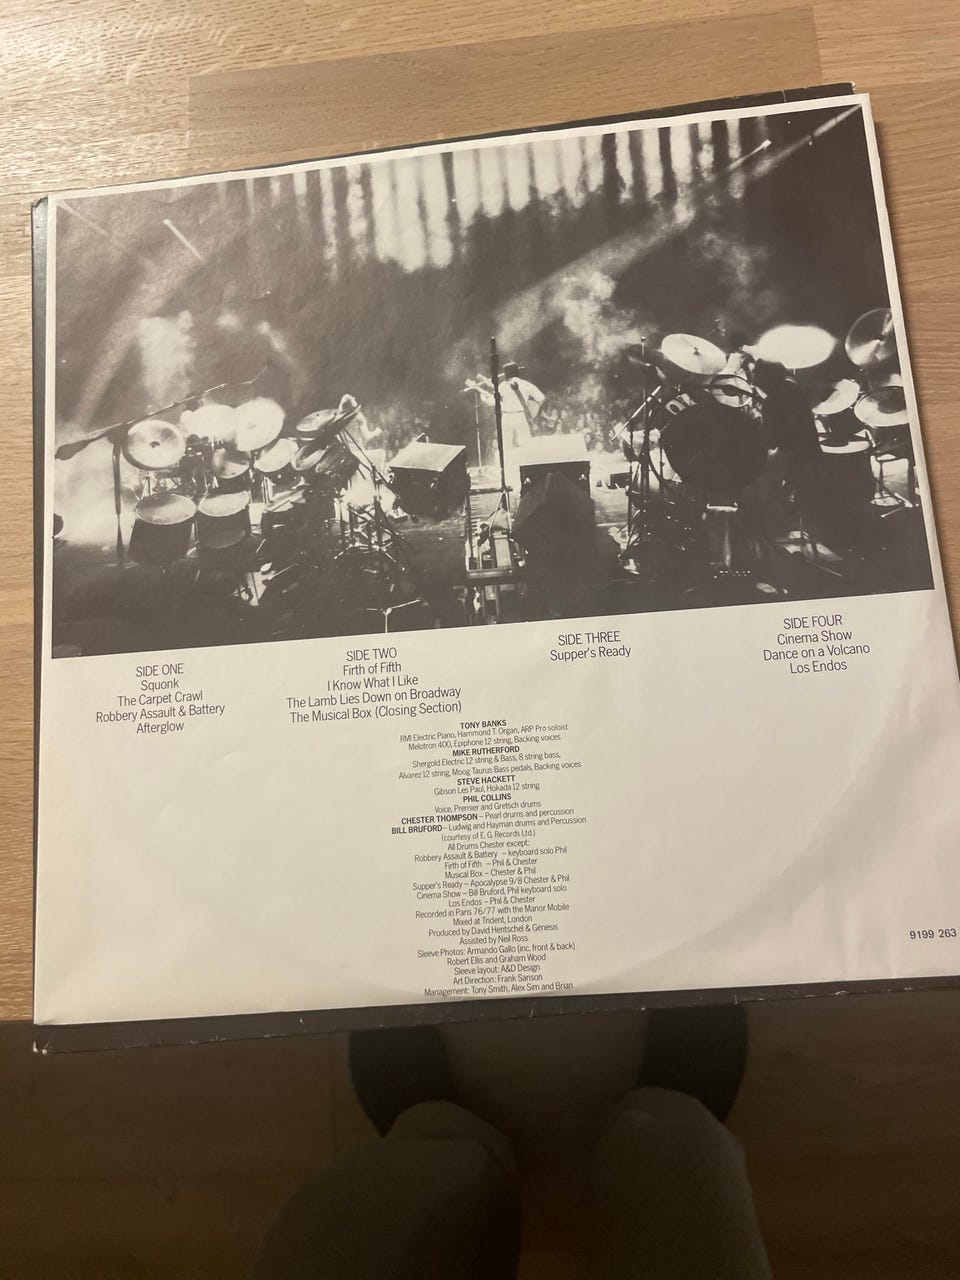 SIDE ONE
Squonk
The Carpet Crawl
Robbery Assault & Battery
Afterglow
SIDE TWO
Firth of Fifth
I Know What I Like
The Lamb Lies Down on Broadway
The Musical Box (Closing Section)
SIDE THREE
Supper's Ready
SIDE FOUR
Cinema Show
Dance on a Volcano
Los Endos
TONY BANKS
RMI Electric Piano, Hammond T. Organ, ARP Pro soloist
Melotron 400, Epiphone 12 string, Backing voices
MIKE RUTHERFORD
Shergold Electric 12 string & Bass, 8 string bass,
Alvarez 12 string, Moog Taurus Bass pedals, Backing voices
STEVE HACKETT
Gibson Les Paul, Hokada 12 string
PHIL COLLINS
Voice, Premier and Gretsch drums
CHESTER THOMPSON – Pearl drums and percussion
BILL BRUFORD – Ludwig and Hayman drums and Percussion
(courtesy of E.G. Records Ltd.)
All Drums Chester except:
Robbery Assault & Battery – keyboard solo Phil
Firth of Fifth – Phil & Chester
Musical Box – Chester & Phil
Supper's Ready – Apocalypse 9/8 Chester & Phil
Cinema Show – Bill Bruford, Phil keyboard solo
Los Endos – Phil & Chester
Recorded in Paris 76/77 with the Manor Mobile
Mixed at Trident, London
Produced by David Hentschel & Genesis
Assisted by Neil Ross
Sleeve Photos: Armando Gallo (inc. front & back)
Robert Ellis and Graham Wood
Sleeve layout: A&D Design
Art Direction: Frank Sanson
Management: Tony Smith, Alex Sim and Brian
9199 263